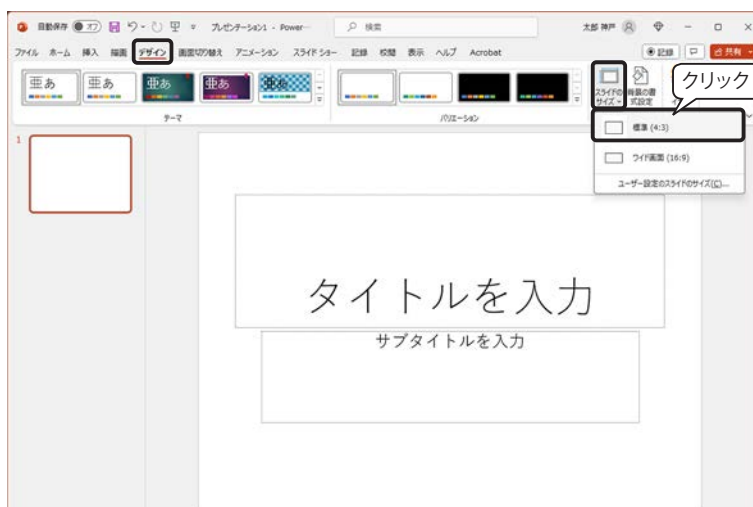 自動保存 オフ プレゼンテーション1 - Power… 検索 太郎 神戸
ファイル ホーム 挿入 描画 デザイン 画面切り替え アニメーション スライド ショー 記録 校閲 表示 ヘルプ Acrobat 記録 共有
亜あ 亜あ 亜あ 亜あ 亜あ
スライドの
サイズ
背景の書
式設定
クリック
テーマ
バリエーション
標準 (4:3)
ワイド画面 (16:9)
ユーザー設定のスライドのサイズ(C)...
1
タイトルを入力
サブタイトルを入力